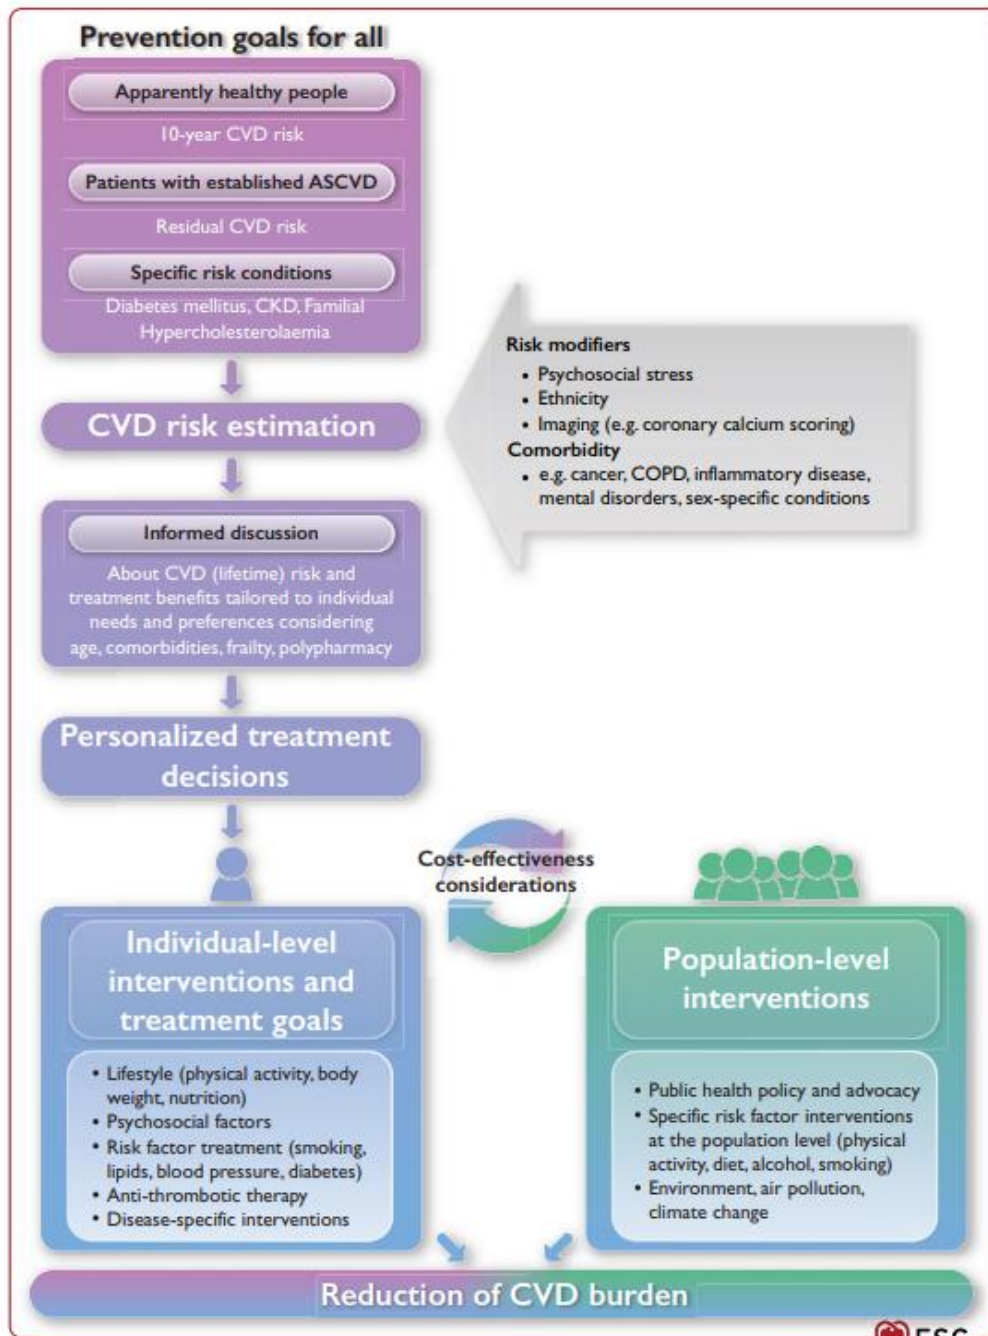 Prevention goals for all
Apparently healthy people
10-year CVD risk
Patients with established ASCVD
Residual CVD risk
Specific risk conditions
Diabetes mellitus, CKD, Familial
Hypercholesterolaemia
Risk modifiers
• Psychosocial stress
• Ethnicity
• Imaging (e.g. coronary calcium scoring)
Comorbidity
• e.g. cancer, COPD, inflammatory disease,
mental disorders, sex-specific conditions
CVD risk estimation
Informed discussion
About CVD (lifetime) risk and
treatment benefits tailored to individual
needs and preferences considering
age, comorbidities, frailty, polypharmacy
Personalized treatment
decisions
Cost-effectiveness
considerations
Individual-level
interventions and
treatment goals
• Lifestyle (physical activity, body
weight, nutrition)
• Psychosocial factors
• Risk factor treatment (smoking,
lipids, blood pressure, diabetes)
• Anti-thrombotic therapy
• Disease-specific interventions
Population-level
interventions
• Public health policy and advocacy
• Specific risk factor interventions
at the population level (physical
activity, diet, alcohol, smoking)
• Environment, air pollution,
climate change
Reduction of CVD burden
ESC